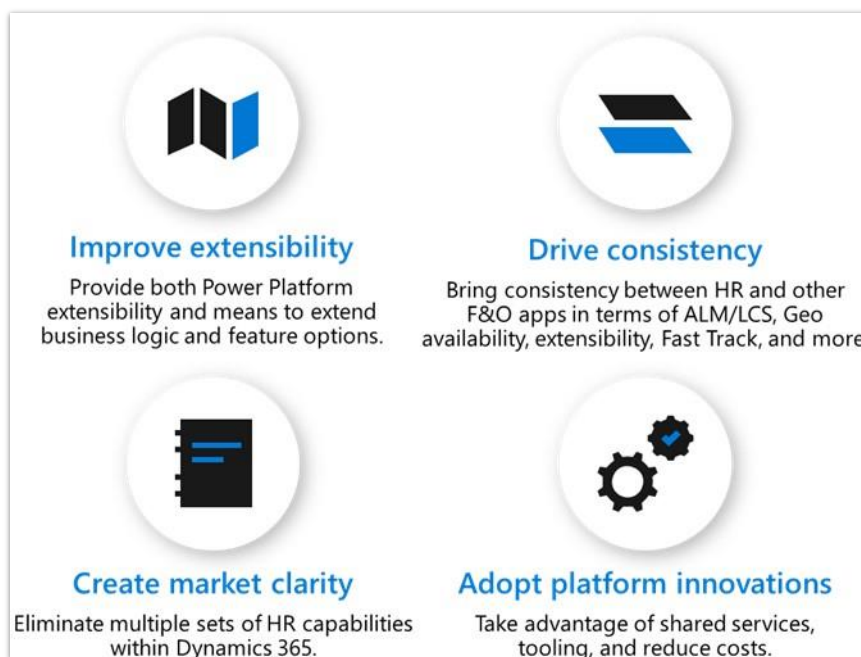 Improve extensibility
Provide both Power Platform
extensibility and means to extend
business logic and feature options.
Drive consistency
Bring consistency between HR and other
F&O apps in terms of ALM/LCS, Geo
availability, extensibility, Fast Track, and more
Create market clarity
Eliminate multiple sets of HR capabilities
within Dynamics 365.
Adopt platform innovations
Take advantage of shared services,
tooling, and reduce costs.